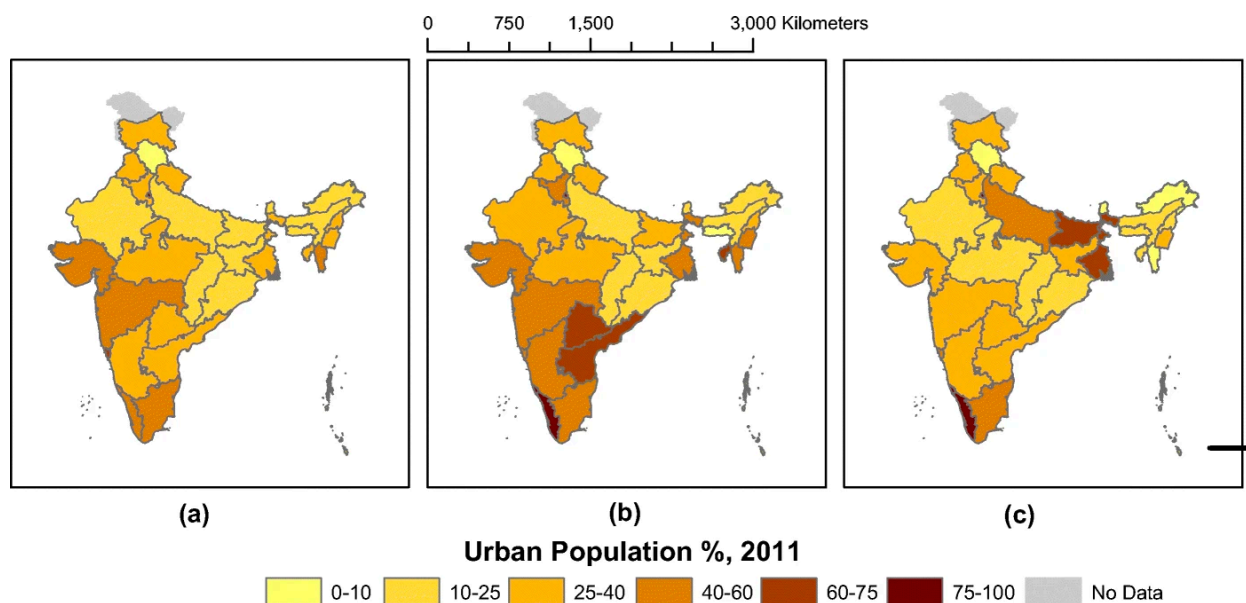 0 750 1,500 3,000 Kilometers
(a) (b) (c)
Urban Population %, 2011
0-10 10-25 25-40 40-60 60-75 75-100 No Data